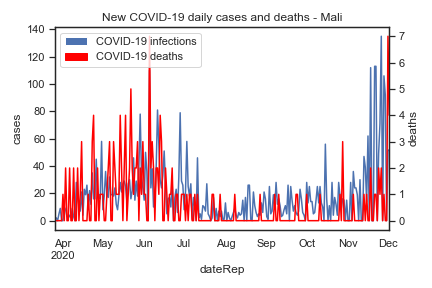 New COVID-19 daily cases and deaths - Mali
COVID-19 infections
COVID-19 deaths
140
120
100
80
60
40
20
0
cases
7
6
5
4
3
2
1
0
deaths
Apr May Jun Jul Aug Sep Oct Nov Dec
2020
dateRep